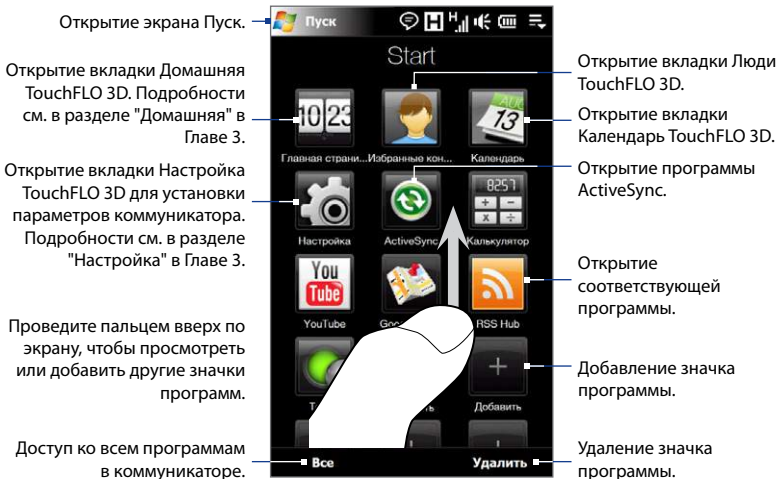 Открытие экрана Пуск.
Открытие вкладки Домашняя
TouchFLO 3D. Подробности
см. в разделе "Домашняя" в
Главе 3.
Открытие вкладки Настройка
TouchFLO 3D для установки
параметров коммуникатора.
Подробности см. в разделе
"Настройка" в Главе 3.
Проведите пальцем вверх по
экрану, чтобы просмотреть
или добавить другие значки
программ.
Доступ ко всем программам
в коммуникаторе.
Пуск
H
H
Start
10 23
AUG
13
Главная страни...
Избранные кон...
Календарь
8257
Настройка
ActiveSync
Калькулятор
You
Tube
YouTube
RSS Hub
Добавить
Все
Удалить
Открытие вкладки Люди
TouchFLO 3D.
Открытие вкладки
Календарь TouchFLO 3D.
Открытие программы
ActiveSync.
Открытие
соответствующей
программы.
Добавление значка
программы.
Удаление значка
программы.